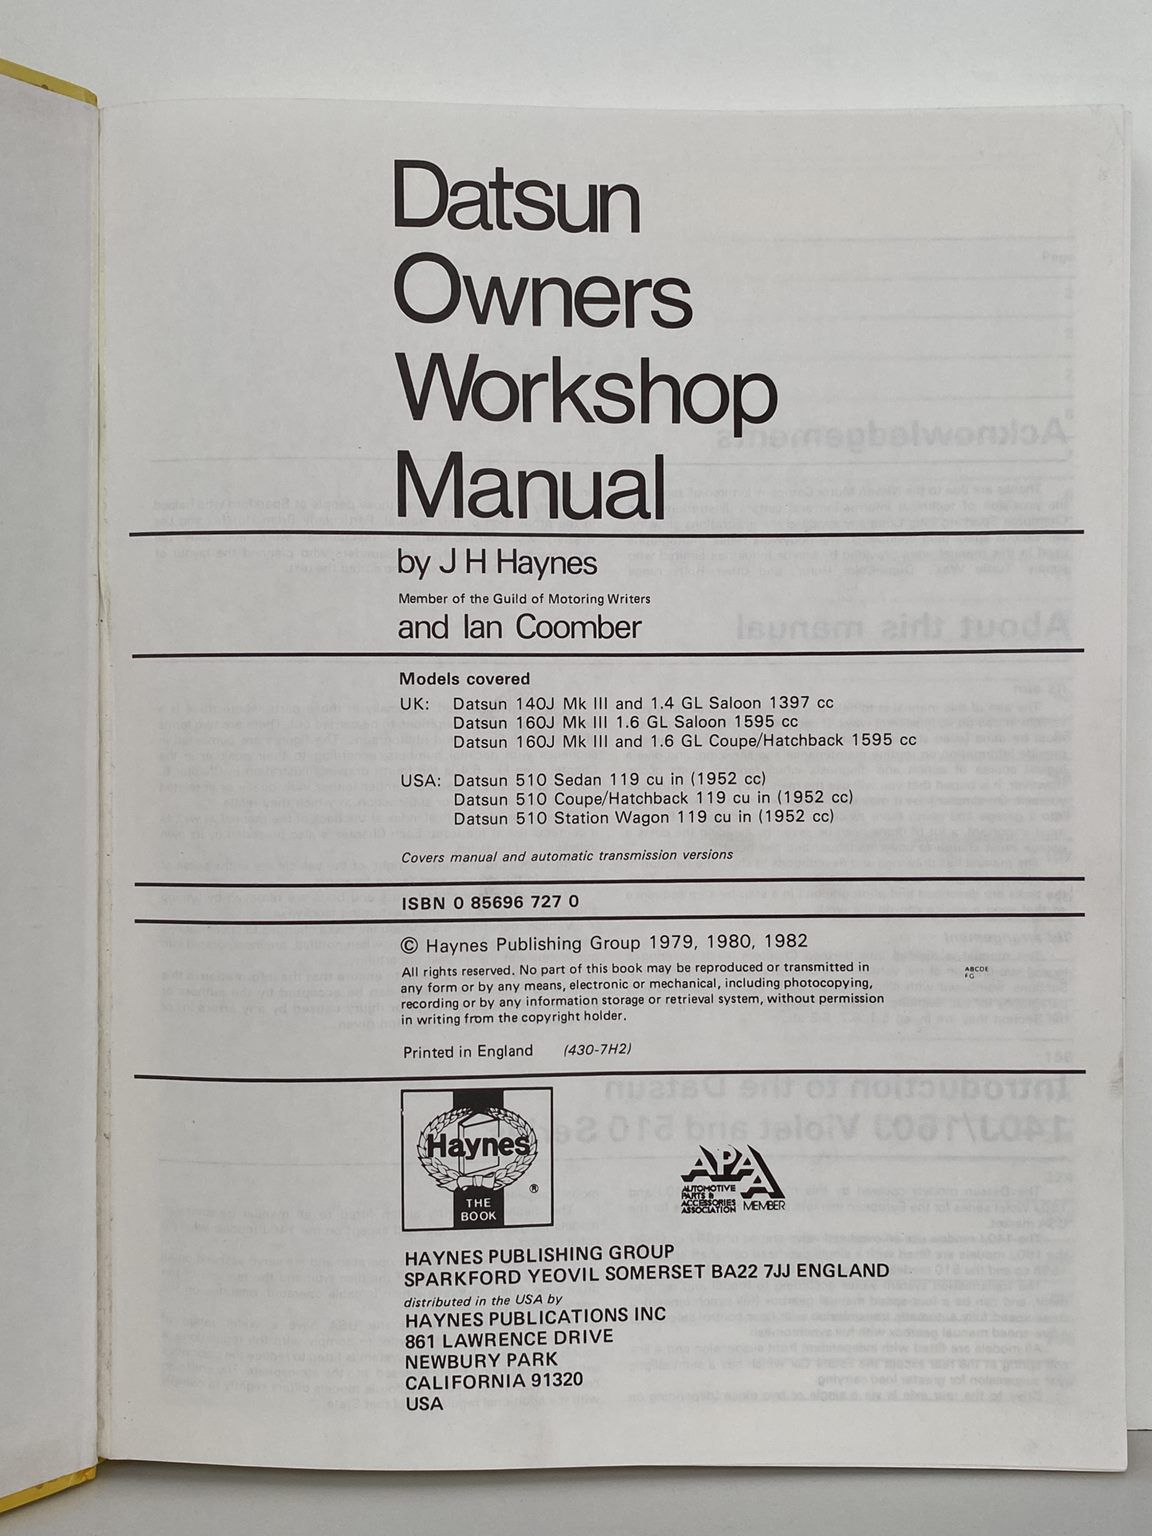 Datsun
Owners
Workshop
Manual
by J H Haynes
Member of the Guild of Motoring Writers
and Ian Coomber
Models covered
UK: Datsun 140J Mk III and 1.4 GL Saloon 1397 cc
Datsun 160J Mk III 1.6 GL Saloon 1595 cc
Datsun 160J Mk III and 1.6 GL Coupe/Hatchback 1595 cc
USA: Datsun 510 Sedan 119 cu in (1952 cc)
Datsun 510 Coupe/Hatchback 119 cu in (1952 cc)
Datsun 510 Station Wagon 119 cu in (1952 cc)
Covers manual and automatic transmission versions
ISBN 0 85696 727 0
© Haynes Publishing Group 1979, 1980, 1982
All rights reserved. No part of this book may be reproduced or transmitted in
any form or by any means, electronic or mechanical, including photocopying,
recording or by any information storage or retrieval system, without permission
in writing from the copyright holder.
ABCDE
FG
Printed in England (430-7H2)
Haynes
®
THE
BOOK
APAA
AUTOMOTIVE
PARTS &
ACCESSORIES
ASSOCIATION MEMBER
HAYNES PUBLISHING GROUP
SPARKFORD YEOVIL SOMERSET BA22 7JJ ENGLAND
distributed in the USA by
HAYNES PUBLICATIONS INC
861 LAWRENCE DRIVE
NEWBURY PARK
CALIFORNIA 91320
USA